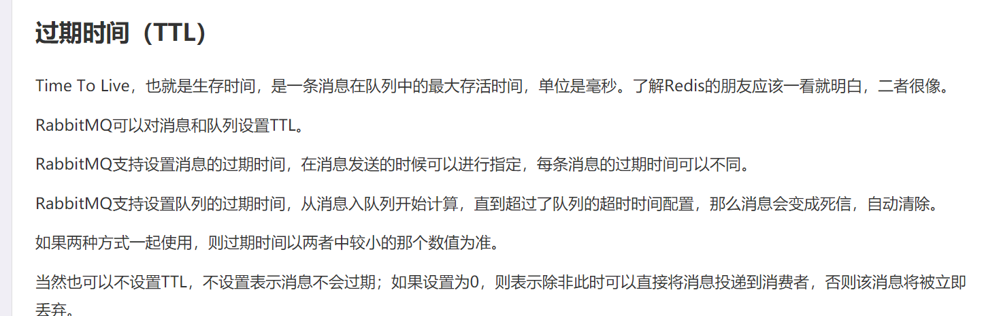 过期时间（TTL）
Time To Live，也就是生存时间，是一条消息在队列中的最大存活时间，单位是毫秒。了解Redis的朋友应该一看就明白，二者很像。
RabbitMQ可以对消息和队列设置TTL。
RabbitMQ支持设置消息的过期时间，在消息发送的时候可以进行指定，每条消息的过期时间可以不同。
RabbitMQ支持设置队列的过期时间，从消息入队列开始计算，直到超过了队列的超时时间配置，那么消息会变成死信，自动清除。
如果两种方式一起使用，则过期时间以两者中较小的那个数值为准。
当然也可以不设置TTL，不设置表示消息不会过期；如果设置为0，则表示除非此时可以直接将消息投递到消费者，否则该消息将被立即
丢弃。